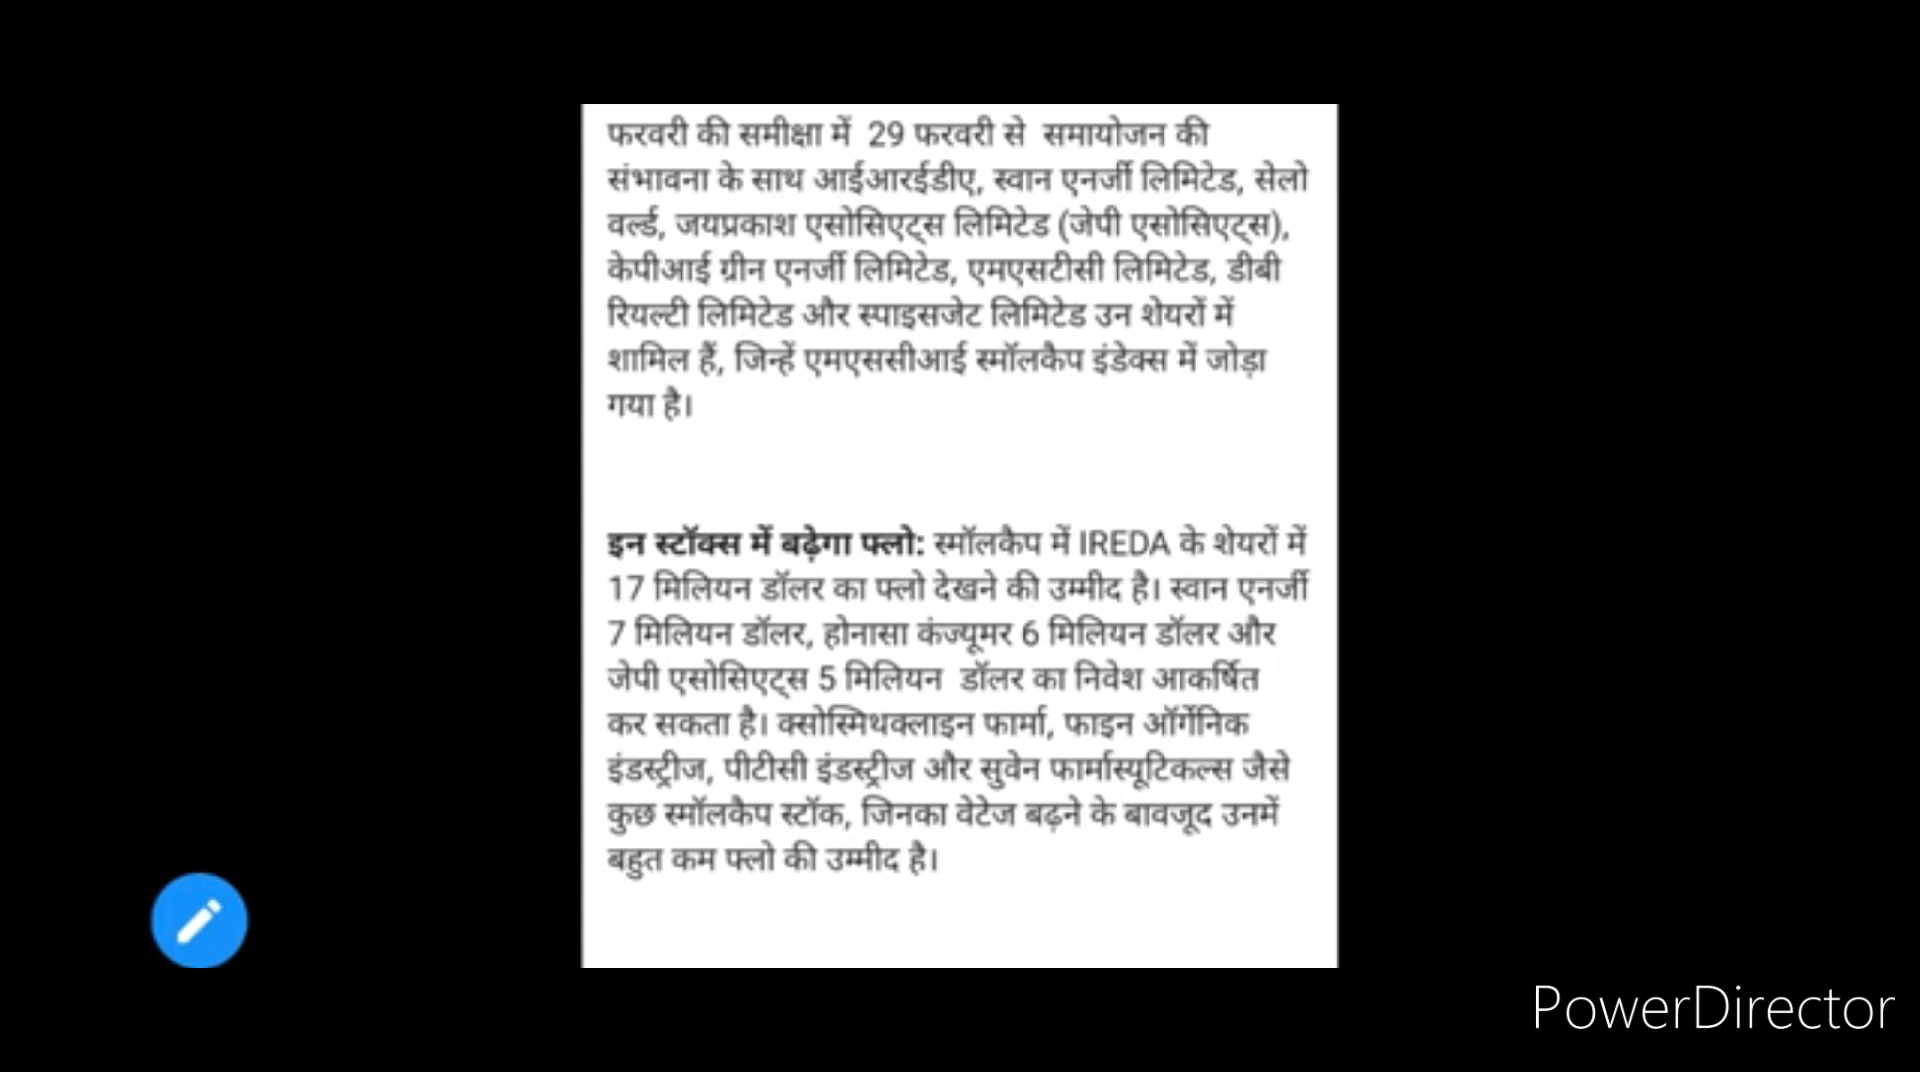 फरवरी की समीक्षा में 29 फरवरी से समायोजन की
संभावना के साथ आईआरईडीए, स्वान एनर्जी लिमिटेड, सेलो
वर्ल्ड, जयप्रकाश एसोसिएट्स लिमिटेड (जेपी एसोसिएट्स),
केपीआई ग्रीन एनर्जी लिमिटेड, एमएसटीसी लिमिटेड, डीबी
रियल्टी लिमिटेड और स्पाइसजेट लिमिटेड उन शेयरों में
शामिल हैं, जिन्हें एमएससीआई स्मॉलकैप इंडेक्स में जोड़ा
गया है।
इन स्टॉक्स में बढ़ेगा फ्लो: स्मॉलकैप में IREDA के शेयरों में
17 मिलियन डॉलर का फ्लो देखने की उम्मीद है। स्वान एनर्जी
7 मिलियन डॉलर, होनासा कंज्यूमर 6 मिलियन डॉलर और
जेपी एसोसिएट्स 5 मिलियन डॉलर का निवेश आकर्षित
कर सकता है। क्सोस्मिथक्लाइन फार्मा, फाइन ऑर्गेनिक
इंडस्ट्रीज, पीटीसी इंडस्ट्रीज और सुवेन फार्मास्यूटिकल्स जैसे
कुछ स्मॉलकैप स्टॉक, जिनका वेटेज बढ़ने के बावजूद उनमें
बहुत कम फ्लो की उम्मीद है।
PowerDirector